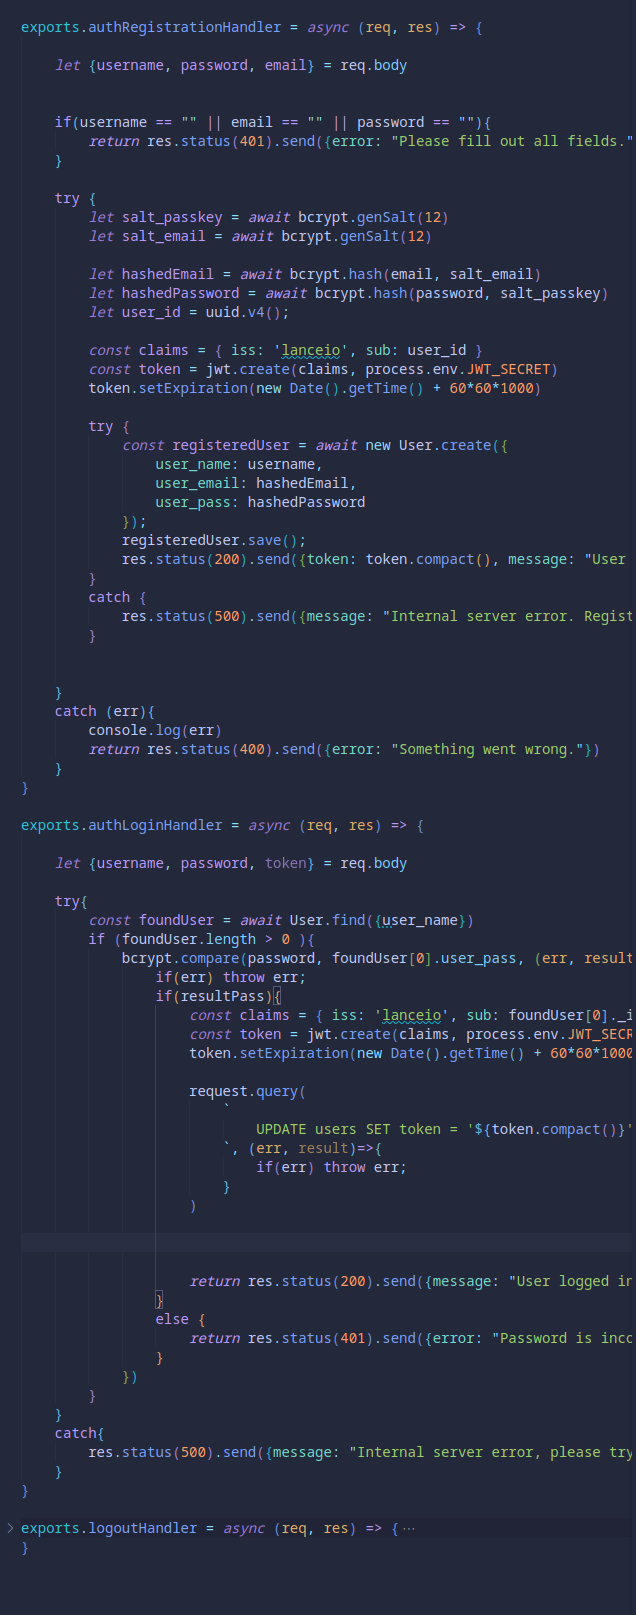 exports.authRegistrationHandler = async (req, res) => {
let {username, password, email} = req.body
if(username == "" || email == "" || password == ""){
return res.status(401).send({error: "Please fill out all fields."
}
try {
let salt_passkey = await bcrypt.genSalt(12)
let salt_email = await bcrypt.genSalt(12)
let hashedEmail = await bcrypt.hash(email, salt_email)
let hashedPassword = await bcrypt.hash(password, salt_passkey)
let user_id = uuid.v4();
const claims = { iss: 'lanceio', sub: user_id }
const token = jwt.create(claims, process.env.JWT_SECRET)
token.setExpiration(new Date().getTime() + 60*60*1000)
try {
const registeredUser = await new User.create({
user_name: username,
user_email: hashedEmail,
user_pass: hashedPassword
});
registeredUser.save();
res.status(200).send({token: token.compact(), message: "User
}
catch {
res.status(500).send({message: "Internal server error. Regist
}
}
catch (err){
console.log(err)
return res.status(400).send({error: "Something went wrong."})
}
}
exports.authLoginHandler = async (req, res) => {
let {username, password, token} = req.body
try{
const foundUser = await User.find({user_name})
if (foundUser.length > 0 ){
bcrypt.compare(password, foundUser[0].user_pass, (err, result
if(err) throw err;
if(resultPass){
const claims = { iss: 'lanceio', sub: foundUser[0]._i
const token = jwt.create(claims, process.env.JWT_SECR
token.setExpiration(new Date().getTime() + 60*60*1000
request.query(
`
UPDATE users SET token = '${token.compact()}'
`, (err, result)=>{
if(err) throw err;
}
)
return res.status(200).send({message: "User logged in
}
else {
return res.status(401).send({error: "Password is inco
}
})
}
}
catch{
res.status(500).send({message: "Internal server error, please try
}
}
exports.logoutHandler = async (req, res) => { ⋯
}